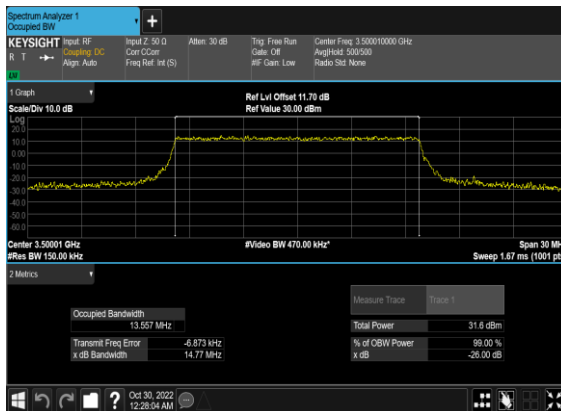 Spectrum Analyzer 1
Occupied BW
KEYSIGHT
R T
Input: RF
Coupling: DC
Align: Auto
Input Z: 50 Ω
Corr CCorr
Freq Ref: Int (S)
Atten: 30 dB
Trig: Free Run
Gate: Off
#IF Gain: Low
Center Freq: 3.500010000 GHz
Avg|Hold: 500/500
Radio Std: None
1 Graph
Scale/Div 10.0 dB
Ref Lvl Offset 11.70 dB
Ref Value 30.00 dBm
Log
20.0
10.0
0.00
-10.0
-20.0
-30.0
-40.0
-50.0
-60.0
Center 3.50001 GHz
#Res BW 150.00 kHz
#Video BW 470.00 kHz*
Span 30 MH
Sweep 1.67 ms (1001 pt
2 Metrics
Measure Trace
Trace 1
Occupied Bandwidth
13.557 MHz
Total Power
31.6 dBm
Transmit Freq Error
-6.873 kHz
% of OBW Power
99.00 %
x dB Bandwidth
14.77 MHz
x dB
-26.00 dB
Oct 30, 2022
12:28:04 AM